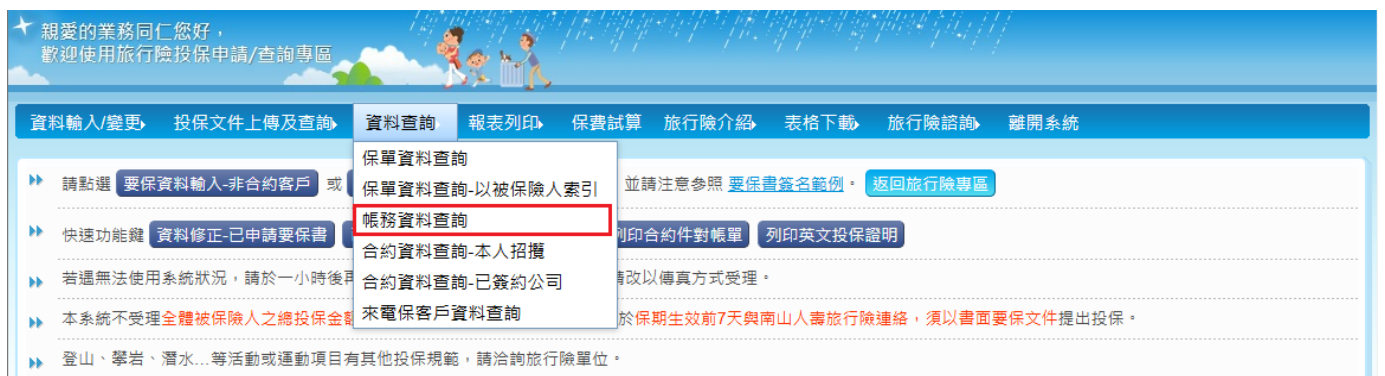 親愛的業務同仁您好，
歡迎使用旅行險投保申請/查詢專區
資料輸入/變更 投保文件上傳及查詢 資料查詢 報表列印 保費試算 旅行險介紹 表格下載 旅行險諮詢 離開系統
保單資料查詢
請點選 要保資料輸入-非合約客戶 或 保單資料查詢-以被保險人索引 並請注意參照 要保書簽名範例。 返回旅行險專區
帳務資料查詢
快速功能鍵 資料修正-已申請要保書 列印合約件對帳單 列印英文投保證明
合約資料查詢-本人招攬
若遇無法使用系統狀況，請於一小時後再 合約資料查詢-已簽約公司 請改以傳真方式受理。
來電保客戶資料查詢
本系統不受理全體被保險人之總投保金額 於保期生效前7天與南山人壽旅行險連絡，須以書面要保文件提出投保。
登山、攀岩、潛水...等活動或運動項目有其他投保規範，請洽詢旅行險單位。